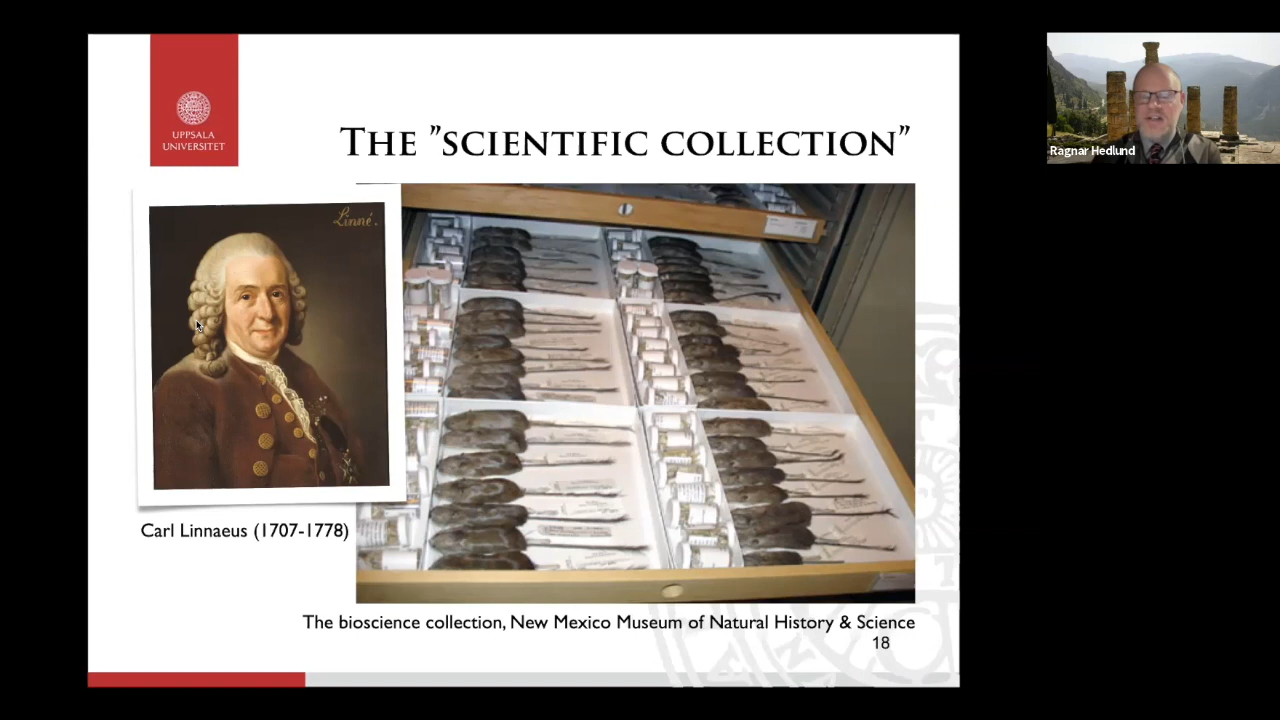 UPPSALA
UNIVERSITET
THE ”SCIENTIFIC COLLECTION”
Linné.
Carl Linnaeus (1707-1778)
The bioscience collection, New Mexico Museum of Natural History & Science
18
Ragnar Hedlund